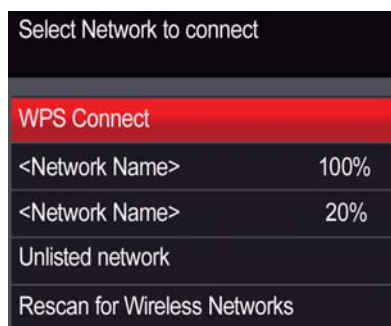 Select Network to connect
WPS Connect
<Network Name> 100%
<Network Name> 20%
Unlisted network
Rescan for Wireless Networks